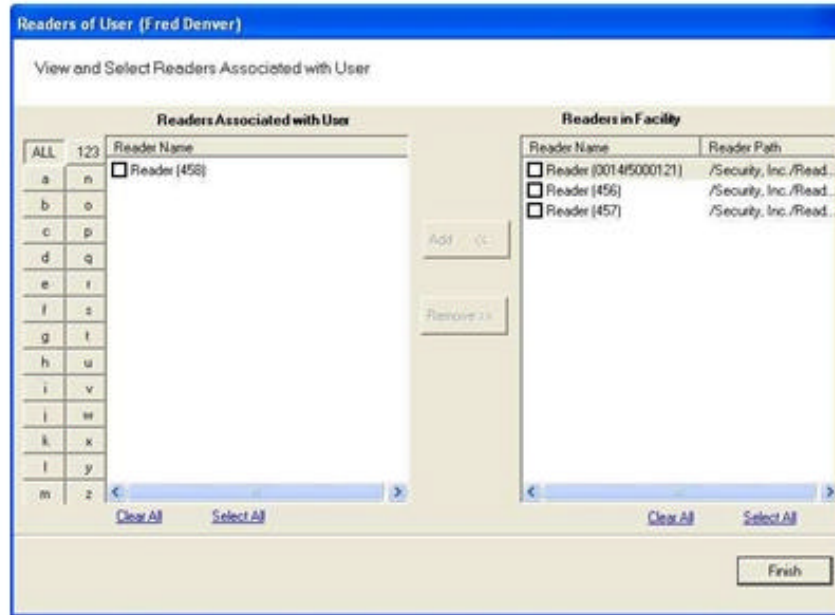 Readers of User (Fred Denver)
View and Select Readers Associated with User
Readers Associated with User
Readers in Facility
ALL 123
a n
b o
c p
d q
e r
f s
g t
h u
i v
j w
k x
l y
m z
Reader Name
Reader (458)
Add <<
Remove >>
Reader Name Reader Path
Reader (0014f5000121) /Security, Inc./Read...
Reader (456) /Security, Inc./Read...
Reader (457) /Security, Inc./Read...
Clear All Select All
Clear All Select All
Finish